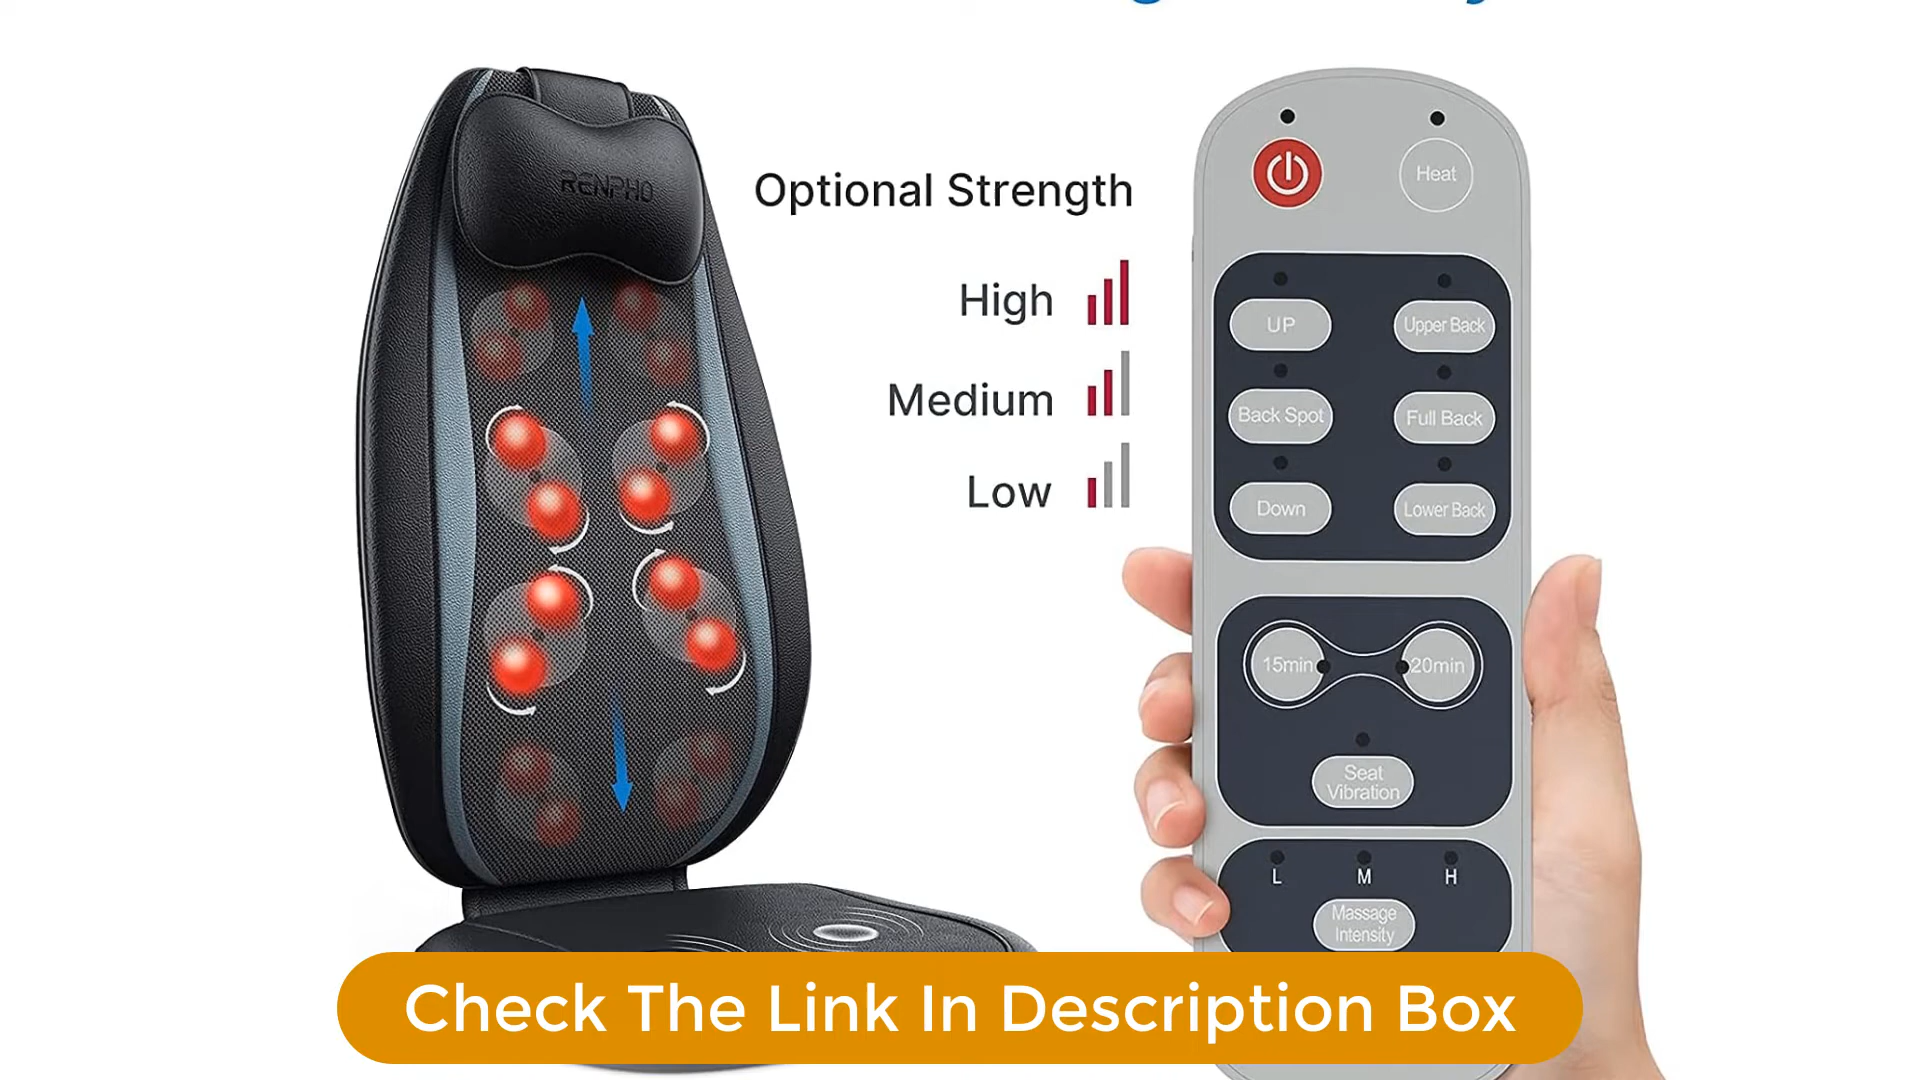 RENPHO
Optional Strength
High
Medium
Low
Heat
UP
Upper Back
Back Spot
Full Back
Down
Lower Back
15min
20min
Seat
Vibration
L
M
H
Massage
Intensity
Check The Link In Description Box